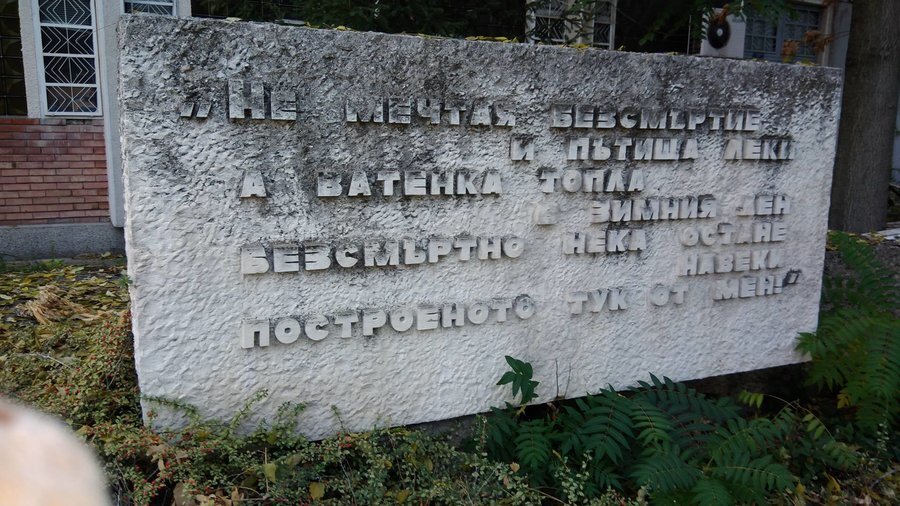 „Не мечтая безсмъртие
и пътища леки
а ватенка топла
в зимния ден
безсмъртно нека остане
навеки
построеното тук от мен!"